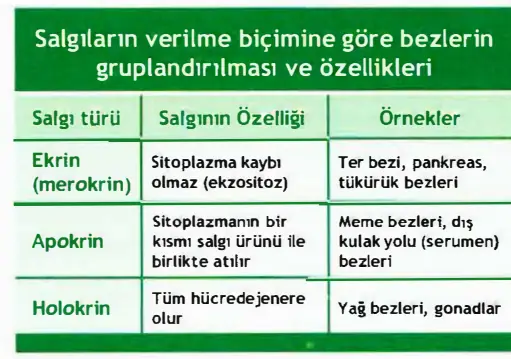 Salgıların verilme biçimine göre bezlerin
gruplandırılması ve özellikleri
Salgı türü
Salgının Özelliği
Örnekler
Ekrin
(merokrin)
Sitoplazma kaybı
olmaz (ekzositoz)
Ter bezi, pankreas,
tükürük bezleri
Apokrin
Sitoplazmanın bir
kısmı salgı ürünü ile
birlikte atılır
Meme bezleri, dış
kulak yolu (serumen)
bezleri
Holokrin
Tüm hücredejenere
olur
Yağ bezleri, gonadlar